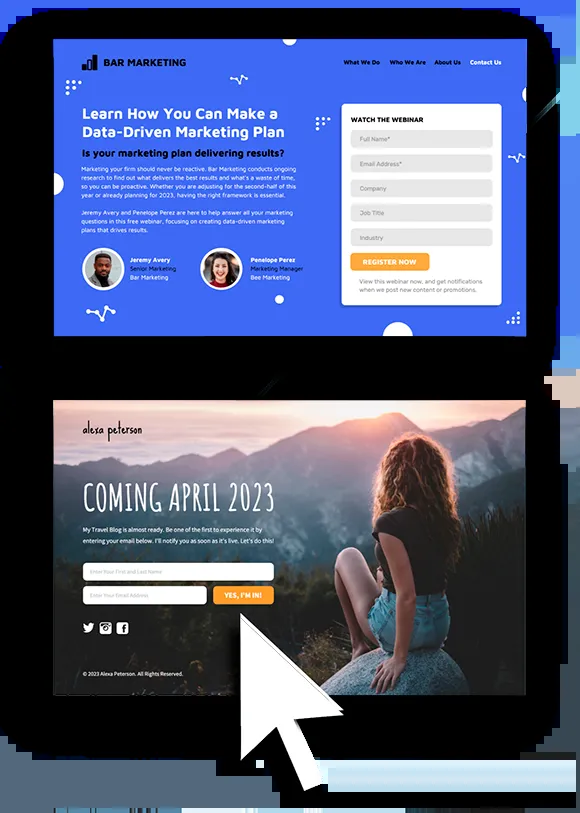 BAR MARKETING
What We Do Who We Are About Us Contact Us
Learn How You Can Make a
Data-Driven Marketing Plan
Is your marketing plan delivering results?
Marketing your firm should never be reactive. Bar Marketing conducts ongoing
research to find out what delivers the best results and what's a waste of time,
so you can be proactive. Whether you are adjusting for the second-half of this
year or already planning for 2023, having the right framework is essential.
Jeremy Avery and Penelope Perez are here to help answer all your marketing
questions in this free webinar, focusing on creating data-driven marketing
plans that drives results.
Jeremy Avery
Senior Marketing
Bar Marketing
Penelope Perez
Marketing Manager
Bee Marketing
WATCH THE WEBINAR
Full Name*
Email Address*
Company
Job Title
Industry
REGISTER NOW
View this webinar now, and get notifications
when we post new content or promotions.
alexa peterson
COMING APRIL 2023
My Travel Blog is almost ready. Be one of the first to experience it by
entering your email below. I'll notify you as soon as it's live. Let's do this!
Enter Your First and Last Name
Enter Your Email Address
YES, I'M IN!
© 2023 Alexa Peterson. All Rights Reserved.